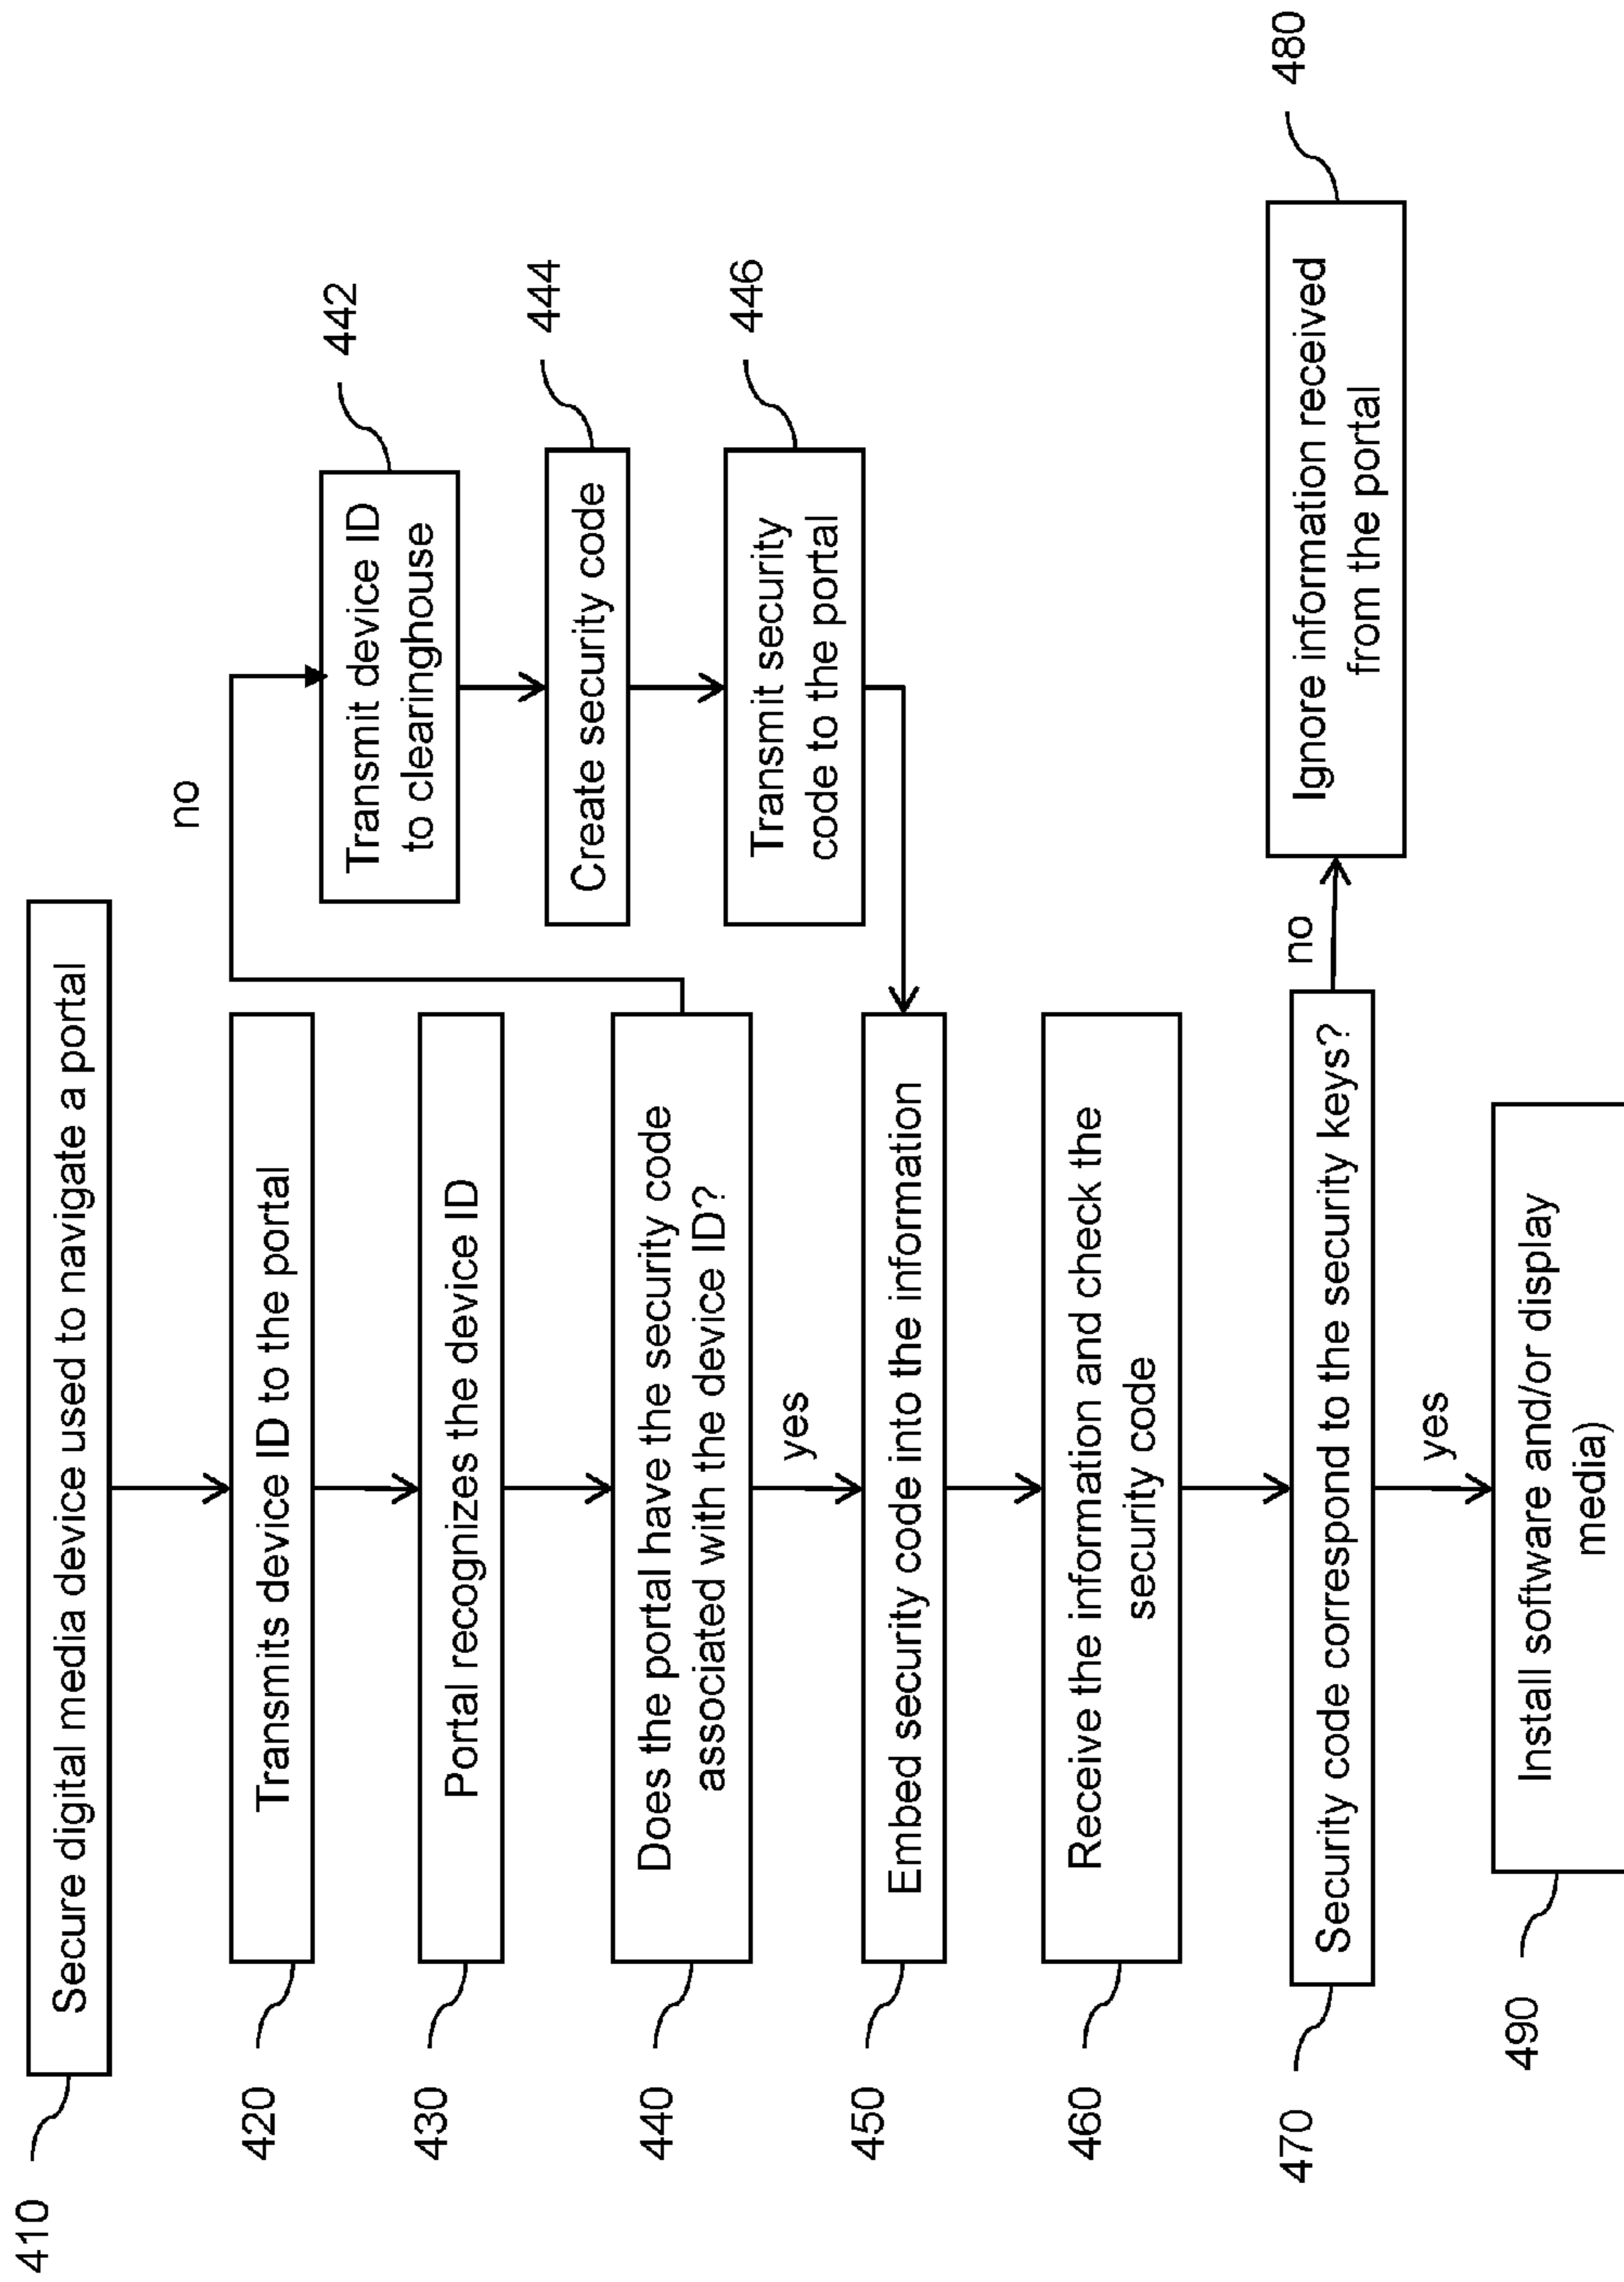 410
Secure digital media device used to navigate a portal
420
Transmits device ID to the portal
430
Portal recognizes the device ID
440
Does the portal have the security code
associated with the device ID?
no
442
Transmit device ID
to clearinghouse
444
Create security code
446
Transmit security
code to the portal
yes
450
Embed security code into the information
460
Receive the information and check the
security code
470
Security code correspond to the security keys?
no
480
Ignore information received
from the portal
yes
490
Install software and/or display
media)